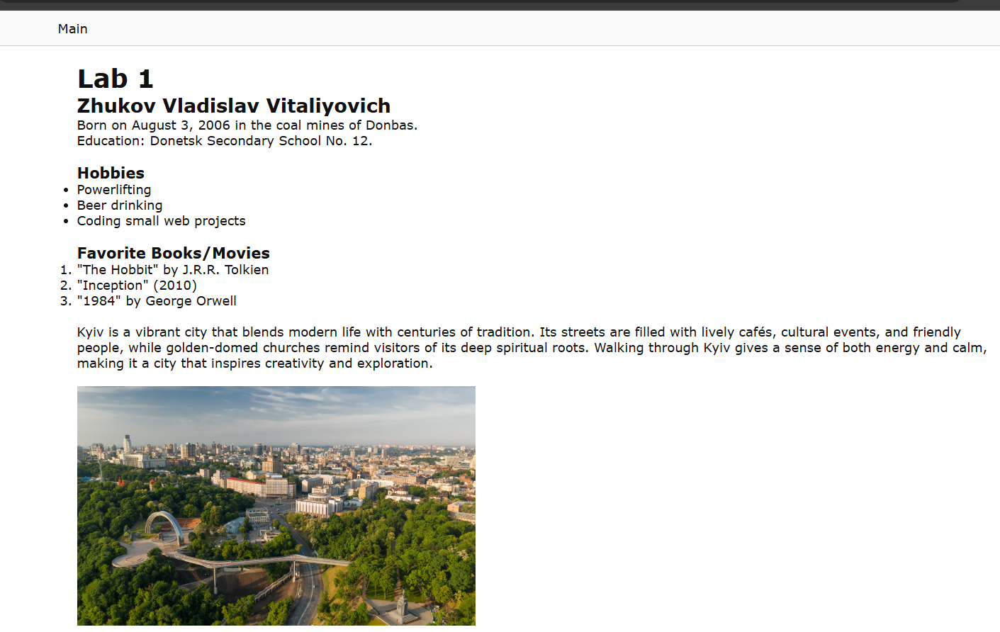 Main
Lab 1
Zhukov Vladislav Vitaliyovich
Born on August 3, 2006 in the coal mines of Donbas.
Education: Donetsk Secondary School No. 12.
Hobbies
• Powerlifting
• Beer drinking
• Coding small web projects
Favorite Books/Movies
1. "The Hobbit" by J.R.R. Tolkien
2. "Inception" (2010)
3. "1984" by George Orwell
Kyiv is a vibrant city that blends modern life with centuries of tradition. Its streets are filled with lively cafés, cultural events, and friendly
people, while golden-domed churches remind visitors of its deep spiritual roots. Walking through Kyiv gives a sense of both energy and calm,
making it a city that inspires creativity and exploration.